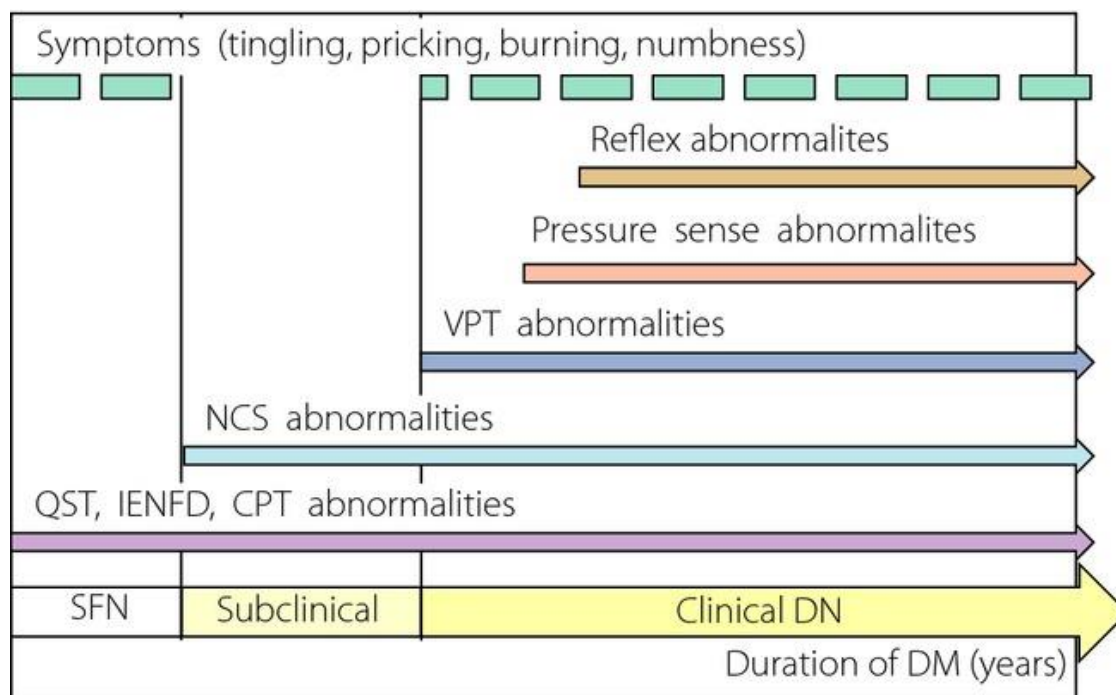 Symptoms (tingling, pricking, burning, numbness)
Reflex abnormalites
Pressure sense abnormalites
VPT abnormalities
NCS abnormalities
QST, IENFD, CPT abnormalities
SFN Subclinical Clinical DN
Duration of DM (years)